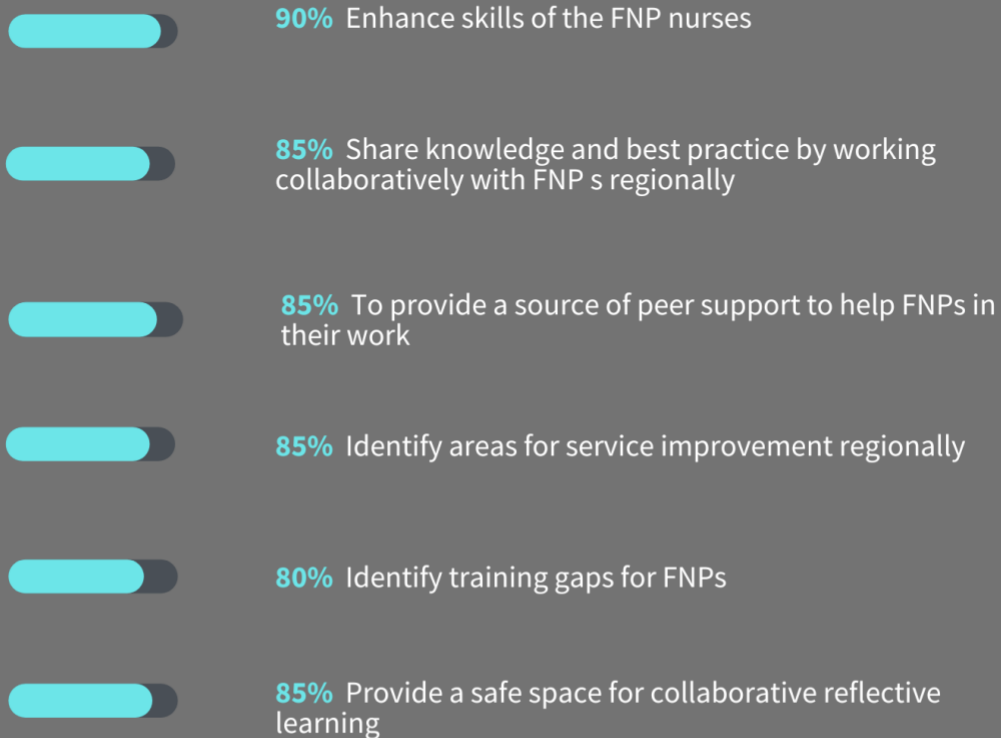 90% Enhance skills of the FNP nurses
85% Share knowledge and best practice by working
collaboratively with FNP s regionally
85% To provide a source of peer support to help FNPs in
their work
85% Identify areas for service improvement regionally
80% Identify training gaps for FNPs
85% Provide a safe space for collaborative reflective
learning